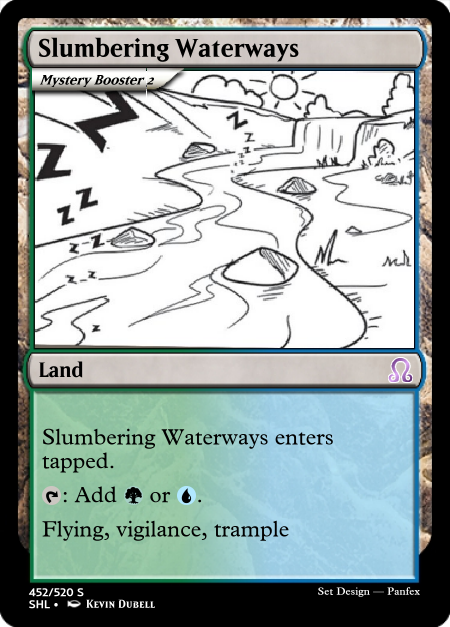 Slumbering Waterways
Mystery Booster 2
Z
Z
Z
Z Z
Z
Z-Z
Z-Z
Z
Land
Slumbering Waterways enters
tapped.
: Add or .
Flying, vigilance, trample
452/520 S
SHL • Kevin Dubell
Set Design — Panfex